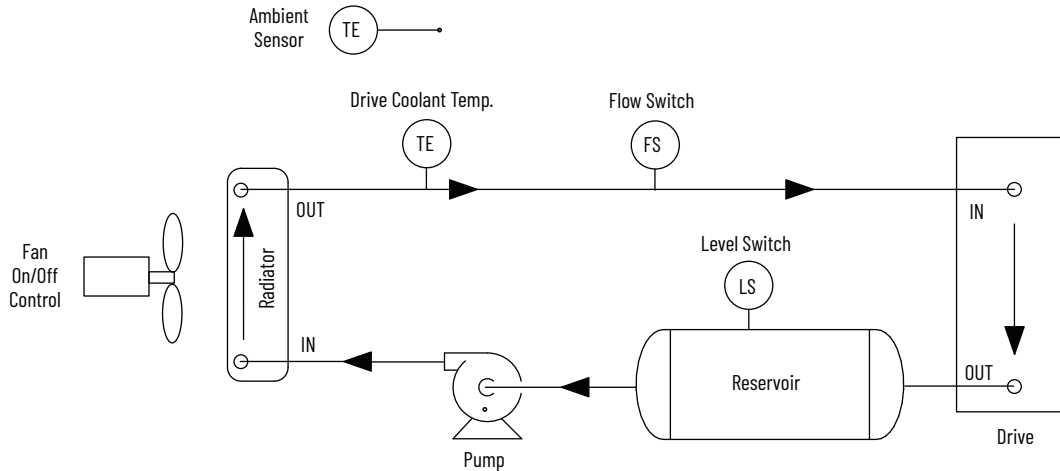 Ambient
Sensor
TE
Drive Coolant Temp.
TE
Flow Switch
FS
OUT
IN
Fan
On/Off
Control
Radiator
Level Switch
LS
IN
Reservoir
OUT
Pump
Drive